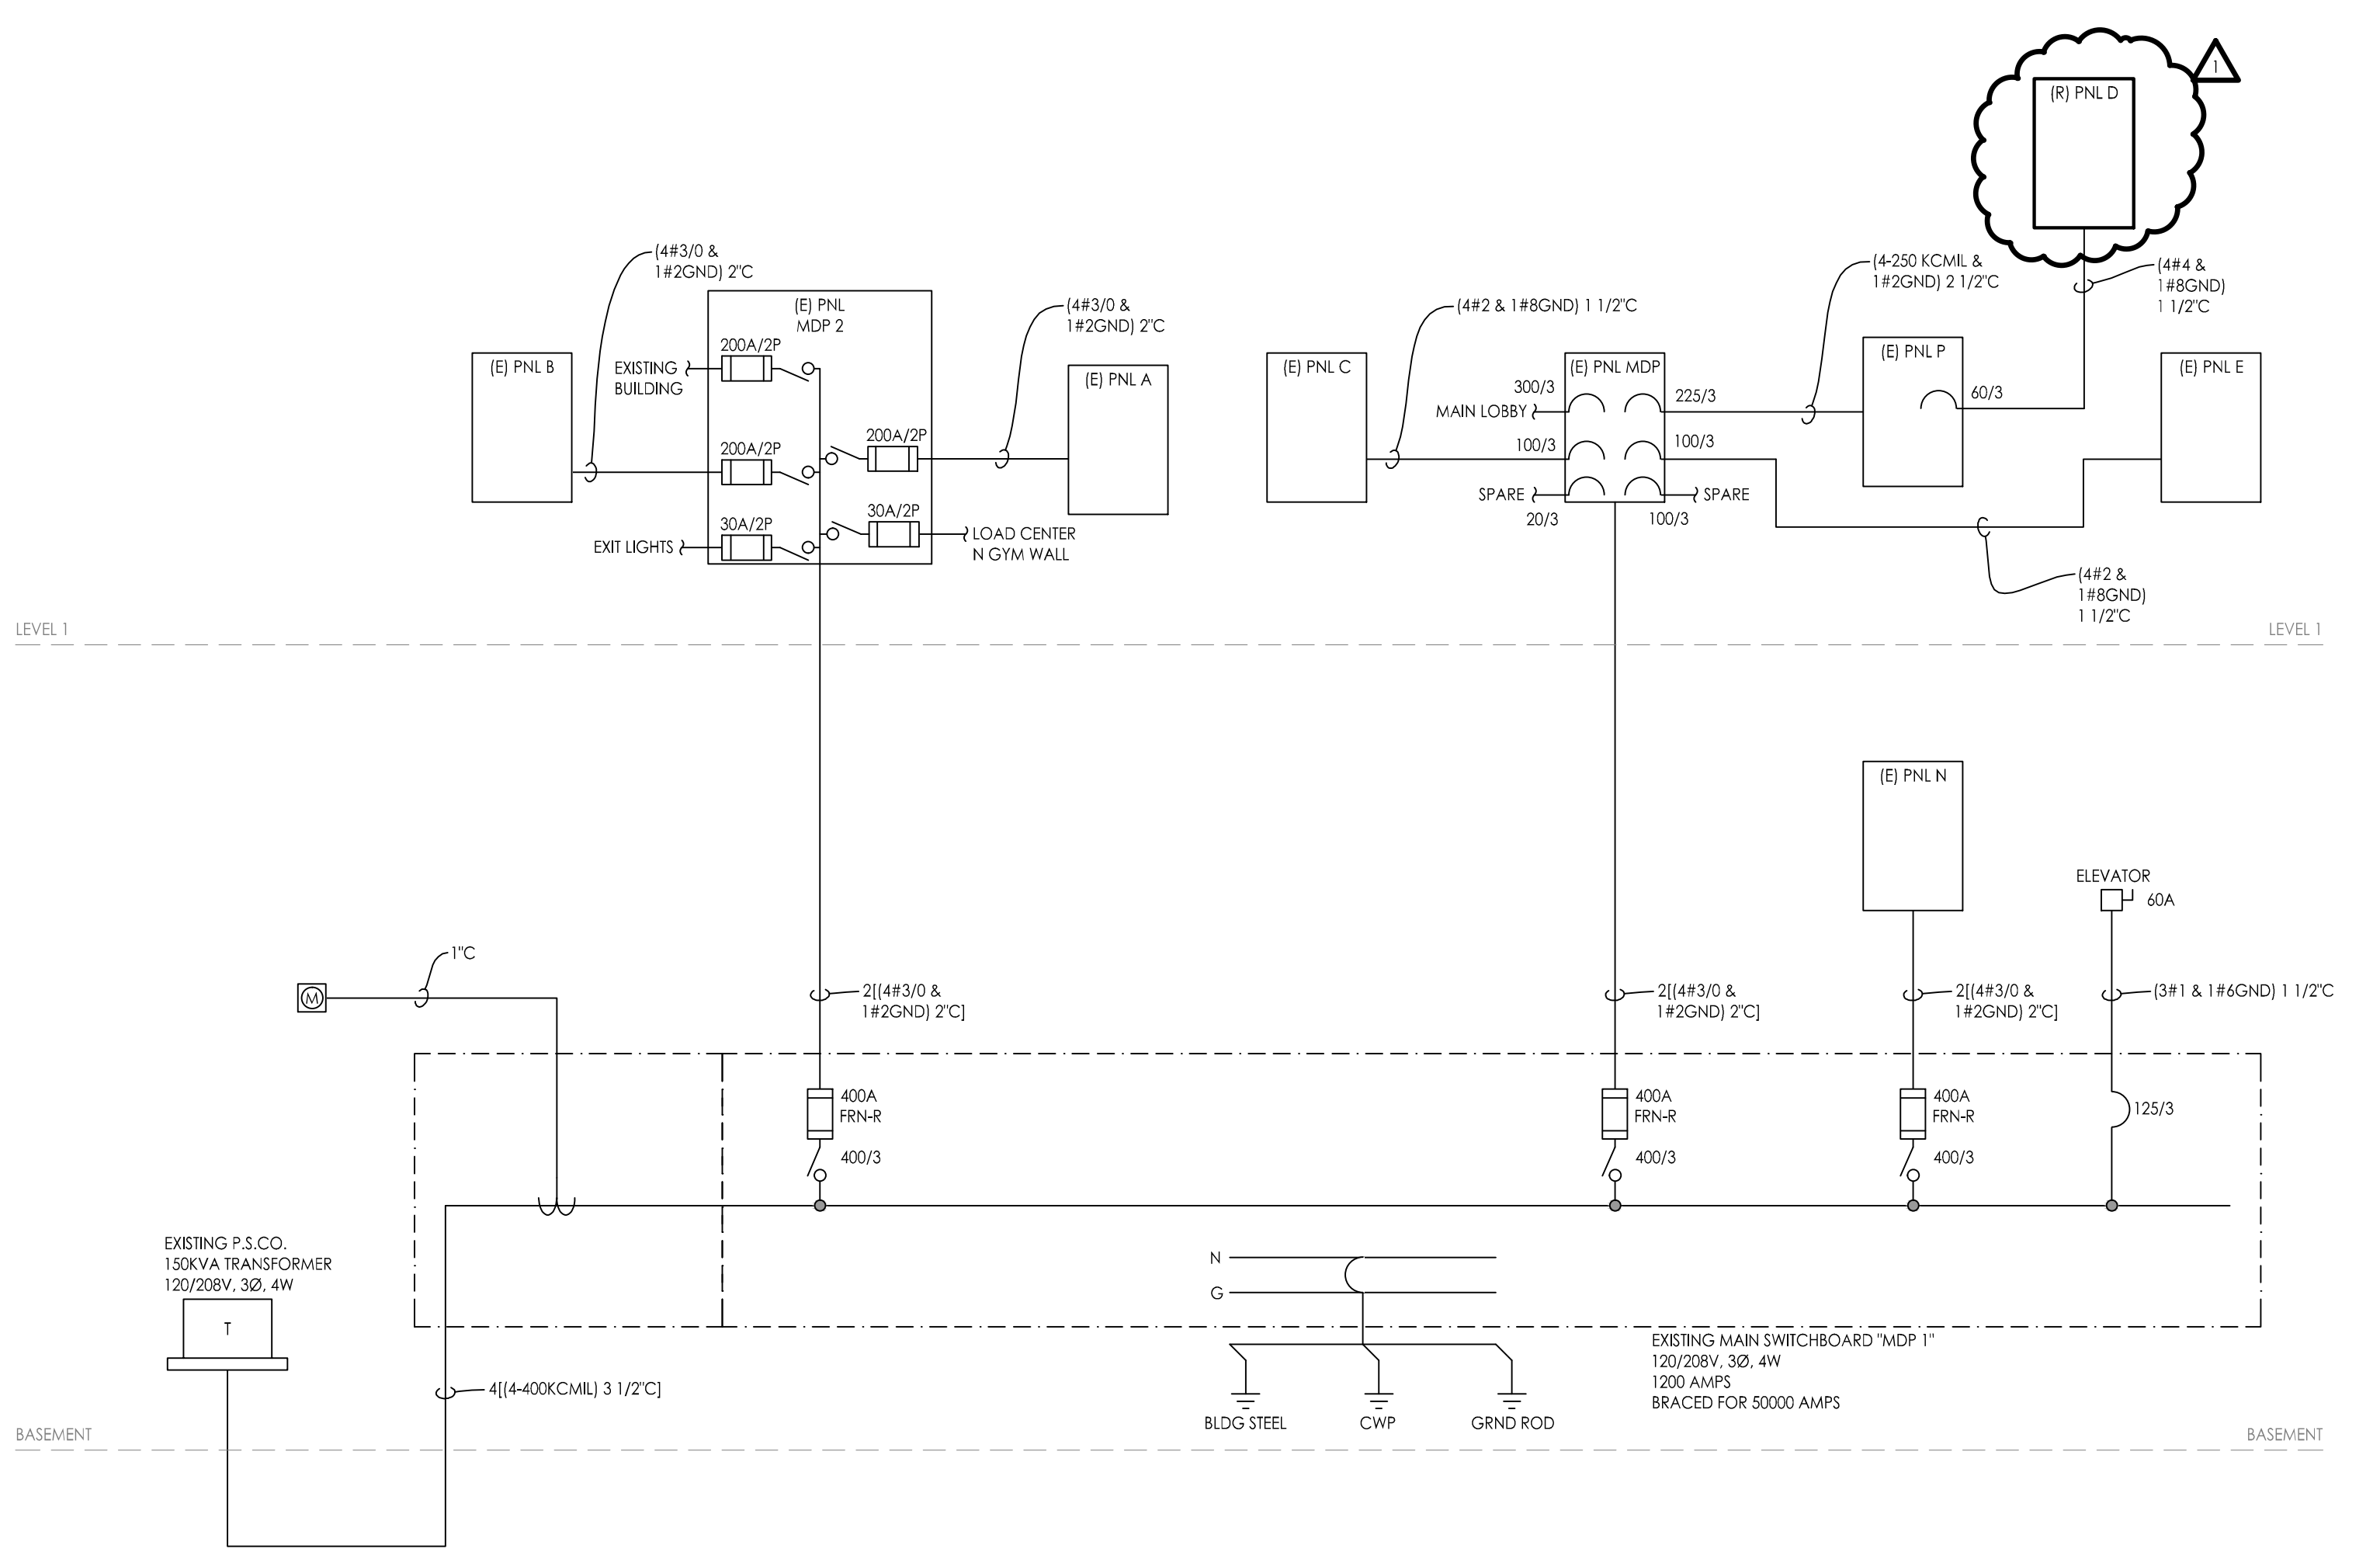 1
(R) PNL D
(4#3/0 &
1#2GND) 2"C
(E) PNL
MDP 2
(4#3/0 &
1#2GND) 2"C
(4#2 & 1#8GND) 1 1/2"C
(4-250 KCMIL &
1#2GND) 2 1/2"C
(4#4 &
1#8GND)
1 1/2"C
(E) PNL B
EXISTING
BUILDING
200A/2P
200A/2P
200A/2P
30A/2P
30A/2P
EXIT LIGHTS
LOAD CENTER
N GYM WALL
(E) PNL A
(E) PNL C
(E) PNL MDP
300/3
MAIN LOBBY
225/3
100/3
100/3
SPARE
SPARE
20/3
100/3
(E) PNL P
60/3
(E) PNL E
(4#2 &
1#8GND)
1 1/2"C
LEVEL 1
LEVEL 1
(E) PNL N
ELEVATOR
60A
1"C
M
2[(4#3/0 &
1#2GND) 2"C]
2[(4#3/0 &
1#2GND) 2"C]
2[(4#3/0 &
1#2GND) 2"C]
(3#1 & 1#6GND) 1 1/2"C
400A
FRN-R
400/3
400A
FRN-R
400/3
400A
FRN-R
400/3
125/3
EXISTING P.S.CO.
150KVA TRANSFORMER
120/208V, 3Ø, 4W
T
N
G
4[(4-400KCMIL) 3 1/2"C]
BLDG STEEL
CWP
GRND ROD
EXISTING MAIN SWITCHBOARD "MDP 1"
120/208V, 3Ø, 4W
1200 AMPS
BRACED FOR 50000 AMPS
BASEMENT
BASEMENT